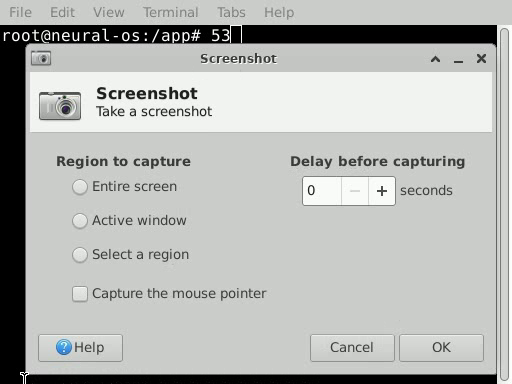 File Edit View Terminal Tabs Help
root@neural-os:/app# 53
Screenshot
Screenshot
Take a screenshot
Region to capture
Entire screen
Active window
Select a region
Capture the mouse pointer
Delay before capturing
0 seconds
Help
Cancel
OK